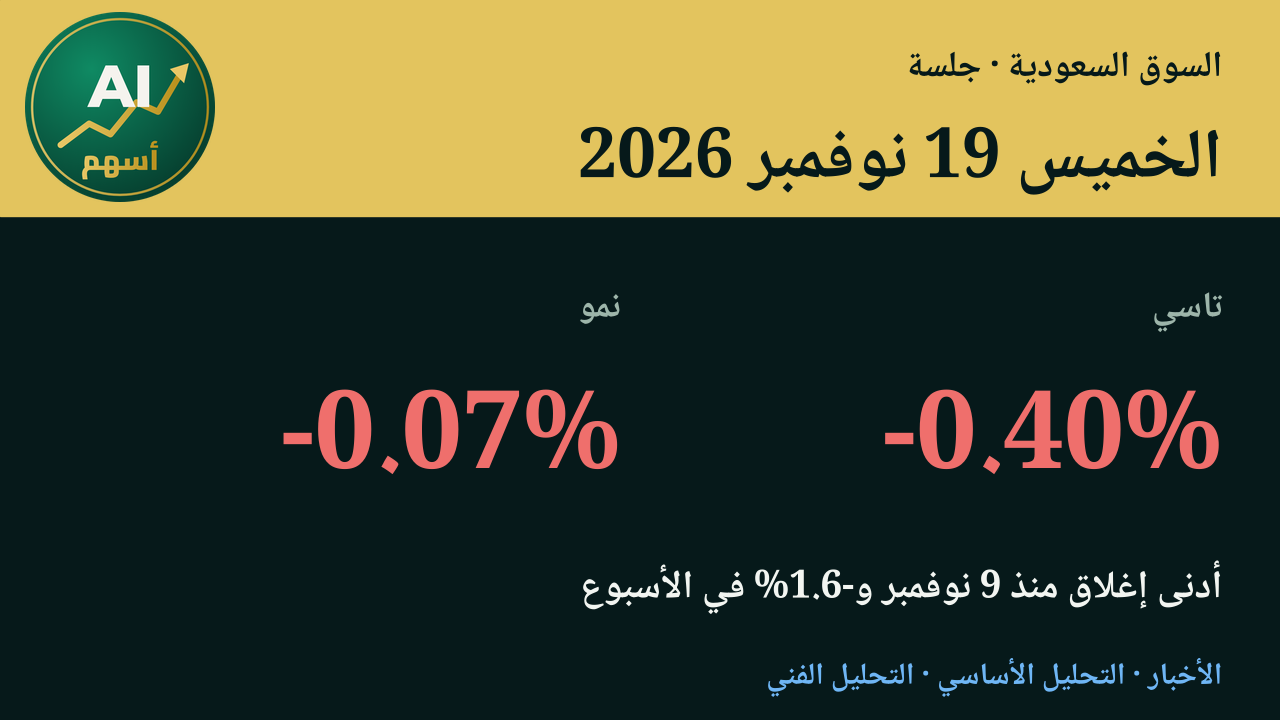 AI
أسهم
السوق السعودية · جلسة
الخميس 19 نوفمبر 2026
تاسي
-0.40%
نمو
-0.07%
أدنى إغلاق منذ 9 نوفمبر و-1.6% في الأسبوع
الأخبار · التحليل الأساسي · التحليل الفني